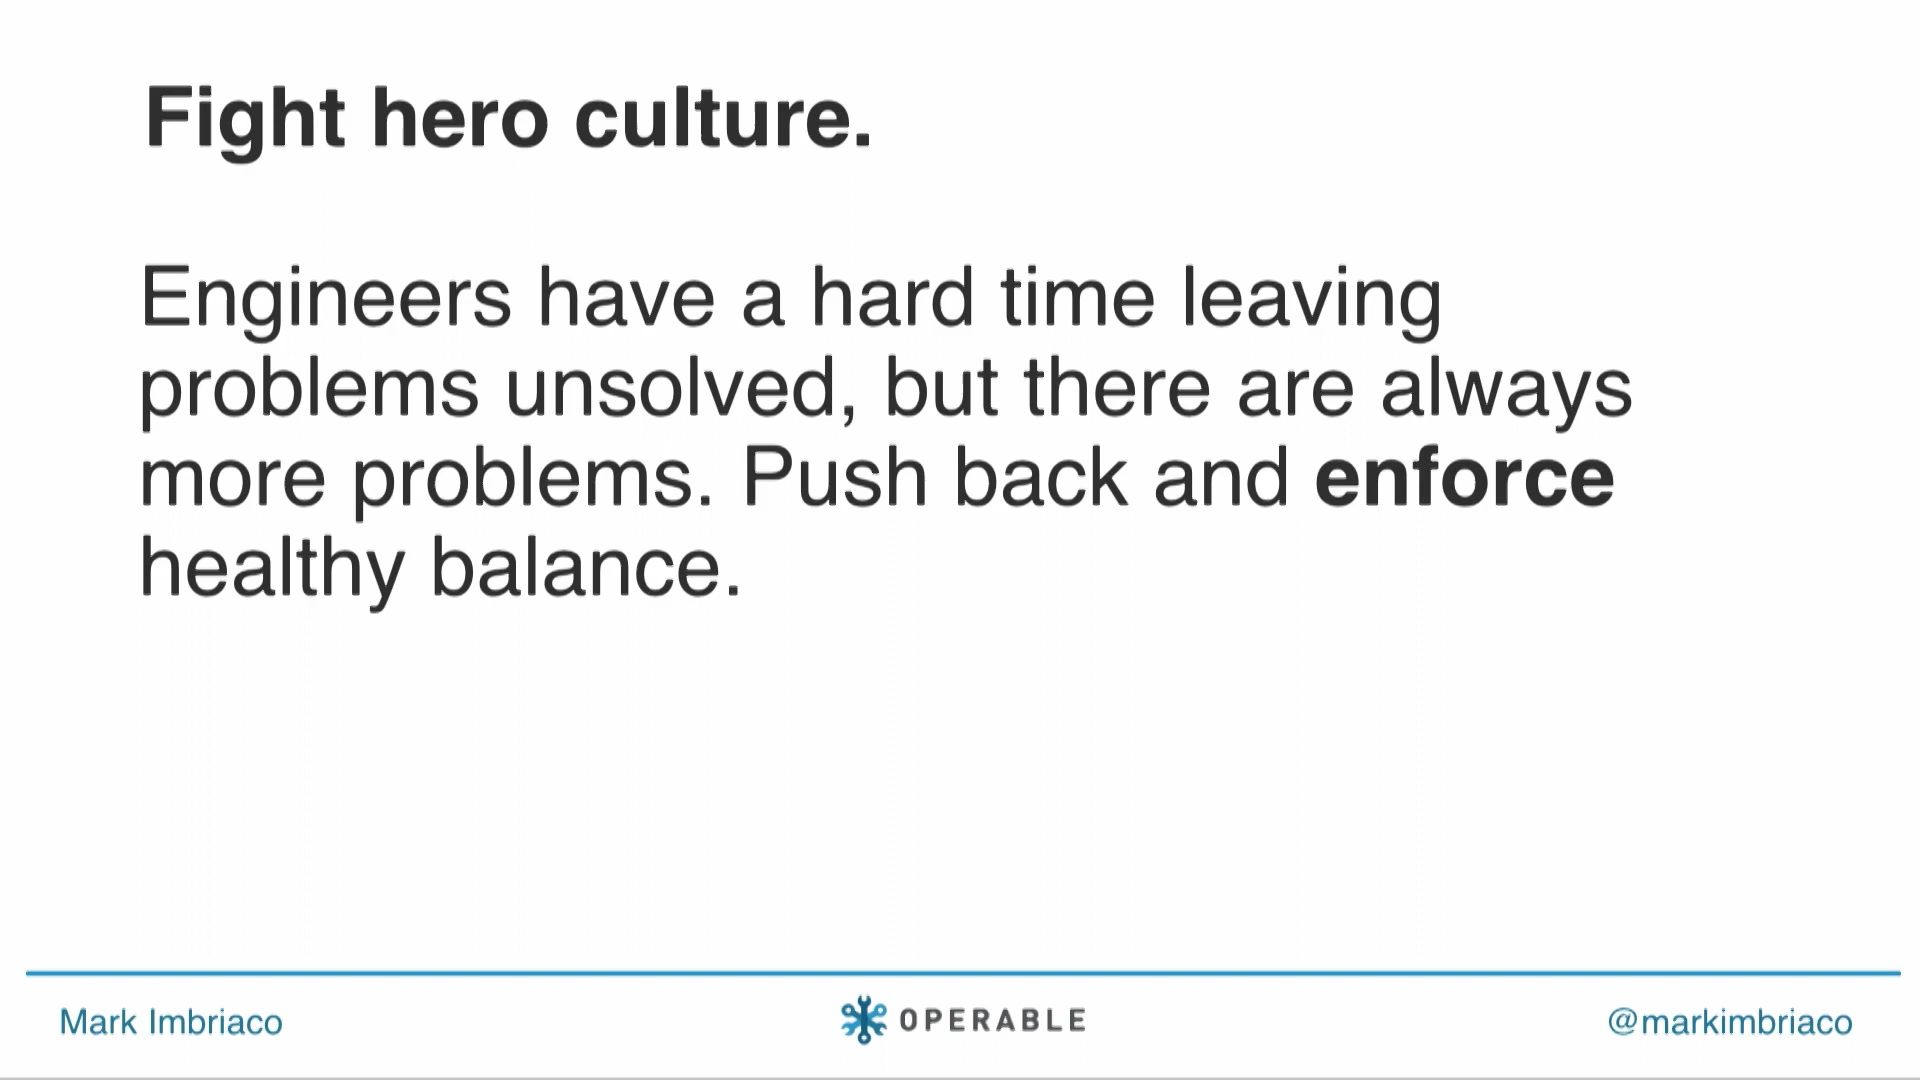 Fight hero culture.
Engineers have a hard time leaving
problems unsolved, but there are always
more problems. Push back and enforce
healthy balance.
Mark Imbriaco
OPERABLE
@markimbriaco